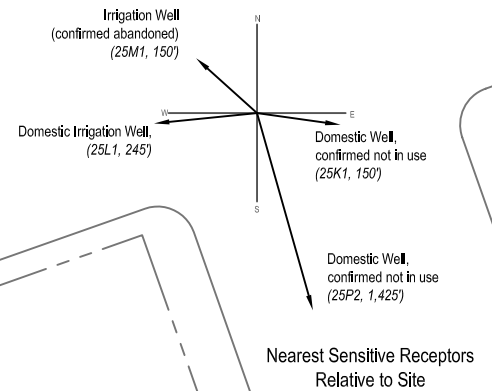 Irrigation Well
(confirmed abandoned)
(25M1, 150')
N
W
E
S
Domestic Irrigation Well,
(25L1, 245')
Domestic Well,
confirmed not in use
(25K1, 150')
Domestic Well,
confirmed not in use
(25P2, 1,425')
Nearest Sensitive Receptors
Relative to Site